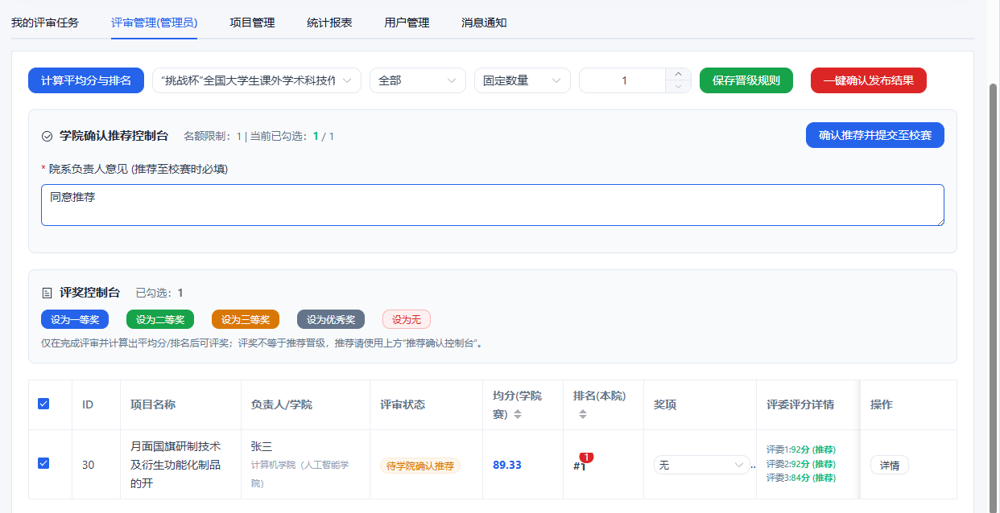 我的评审任务 评审管理(管理员) 项目管理 统计报表 用户管理 消息通知
计算平均分与排名 “挑战杯”全国大学生课外学术科技作 全部 固定数量 1 保存晋级规则 一键确认发布结果
学院确认推荐控制台 名额限制：1 | 当前已勾选：1 / 1 确认推荐并提交至校赛
* 院系负责人意见 (推荐至校赛时必填)
同意推荐
评奖控制台 已勾选：1
设为一等奖 设为二等奖 设为三等奖 设为优秀奖 设为无
仅在完成评审并计算出平均分/排名后可评奖；评奖不等于推荐晋级，推荐请使用上方“推荐确认控制台”。
ID 项目名称 负责人/学院 评审状态 均分(学院 排名(本院) 奖项 评委评分详情 操作
赛)
月面国旗研制技术 张三 评委1:92分 (推荐)
30 及衍生功能化制品 计算机学院（人工智能学 待学院确认推荐 89.33 #1 1 无 .. 评委2:92分 (推荐) 详情
的开 院） 评委3:84分 (推荐)